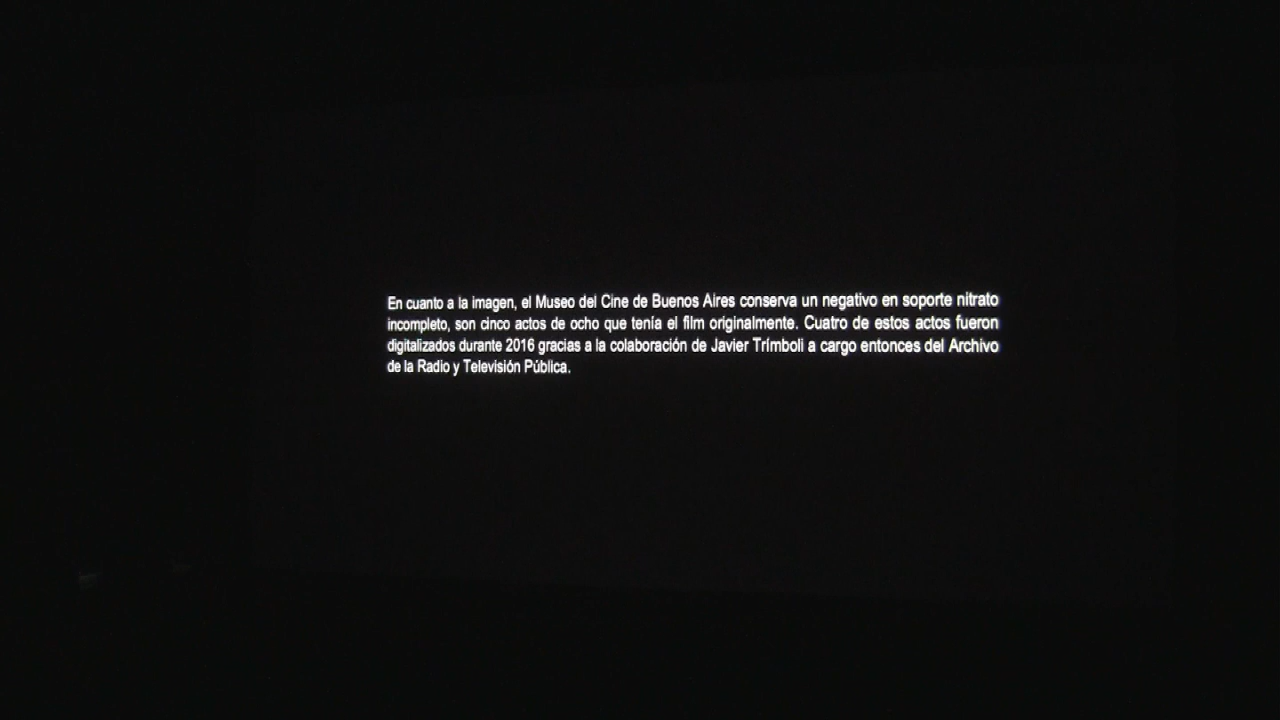 En cuanto a la imagen, el Museo del Cine de Buenos Aires conserva un negativo en soporte nitrato
incompleto, son cinco actos de ocho que tenía el film originalmente. Cuatro de estos actos fueron
digitalizados durante 2016 gracias a la colaboración de Javier Trímboli a cargo entonces del Archivo
de la Radio y Televisión Pública.